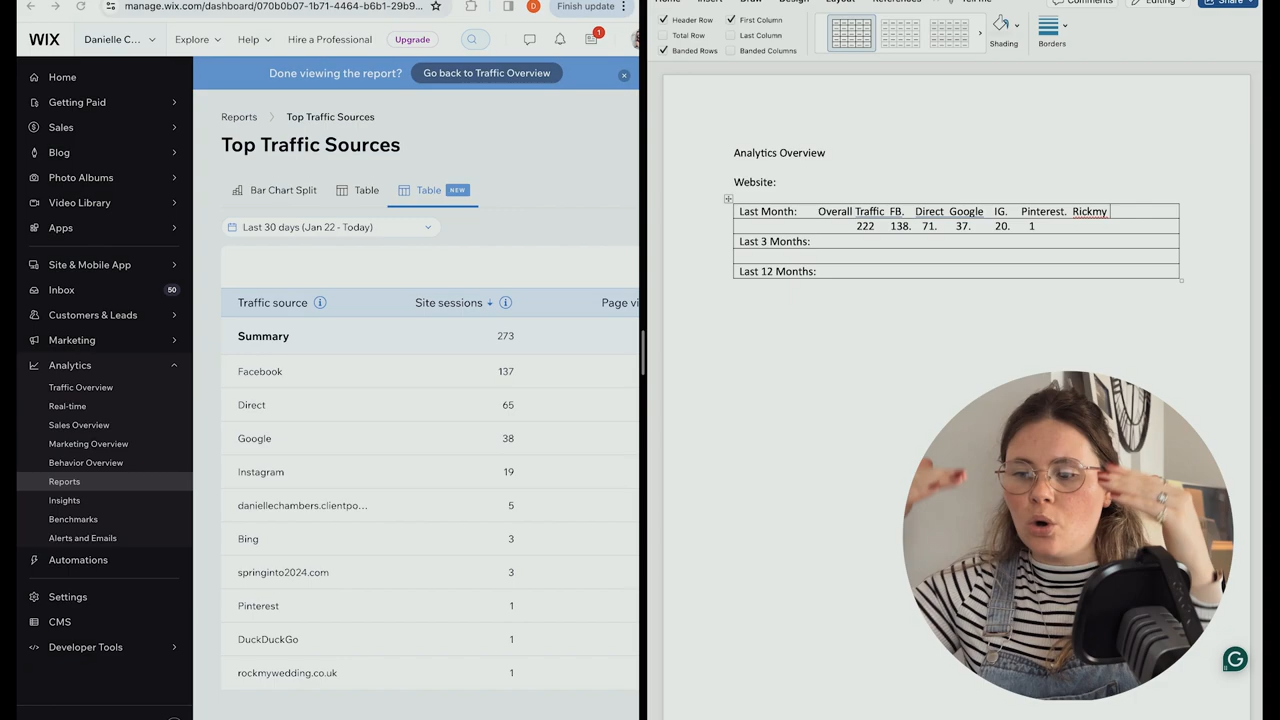 manage.wix.com/dashboard/070b0b07-1b71-4464-b6b1-29b9...
Finish update
WIX
Danielle C...
Explore
Help
Hire a Professional
Upgrade
1
Done viewing the report?
Go back to Traffic Overview
Home
Getting Paid
Sales
Blog
Photo Albums
Video Library
Apps
Site & Mobile App
Inbox
50
Customers & Leads
Marketing
Analytics
Traffic Overview
Real-time
Sales Overview
Marketing Overview
Behavior Overview
Reports
Insights
Benchmarks
Alerts and Emails
Automations
Settings
CMS
Developer Tools
Reports
Top Traffic Sources
Top Traffic Sources
Bar Chart Split
Table
Table
NEW
Last 30 days (Jan 22 - Today)
Traffic source Site sessions
Summary 273
Facebook 137
Direct 65
Google 38
Instagram 19
daniellechambers.clientpo... 5
Bing 3
springinto2024.com 3
Pinterest 1
DuckDuckGo 1
rockmywedding.co.uk 1
Header Row
First Column
Total Row
Last Column
Banded Rows
Banded Columns
Shading
Borders
Analytics Overview
Website:
Last Month: Overall Traffic FB. Direct Google IG. Pinterest. Rickmy
222 138. 71. 37. 20. 1
Last 3 Months:
Last 12 Months: